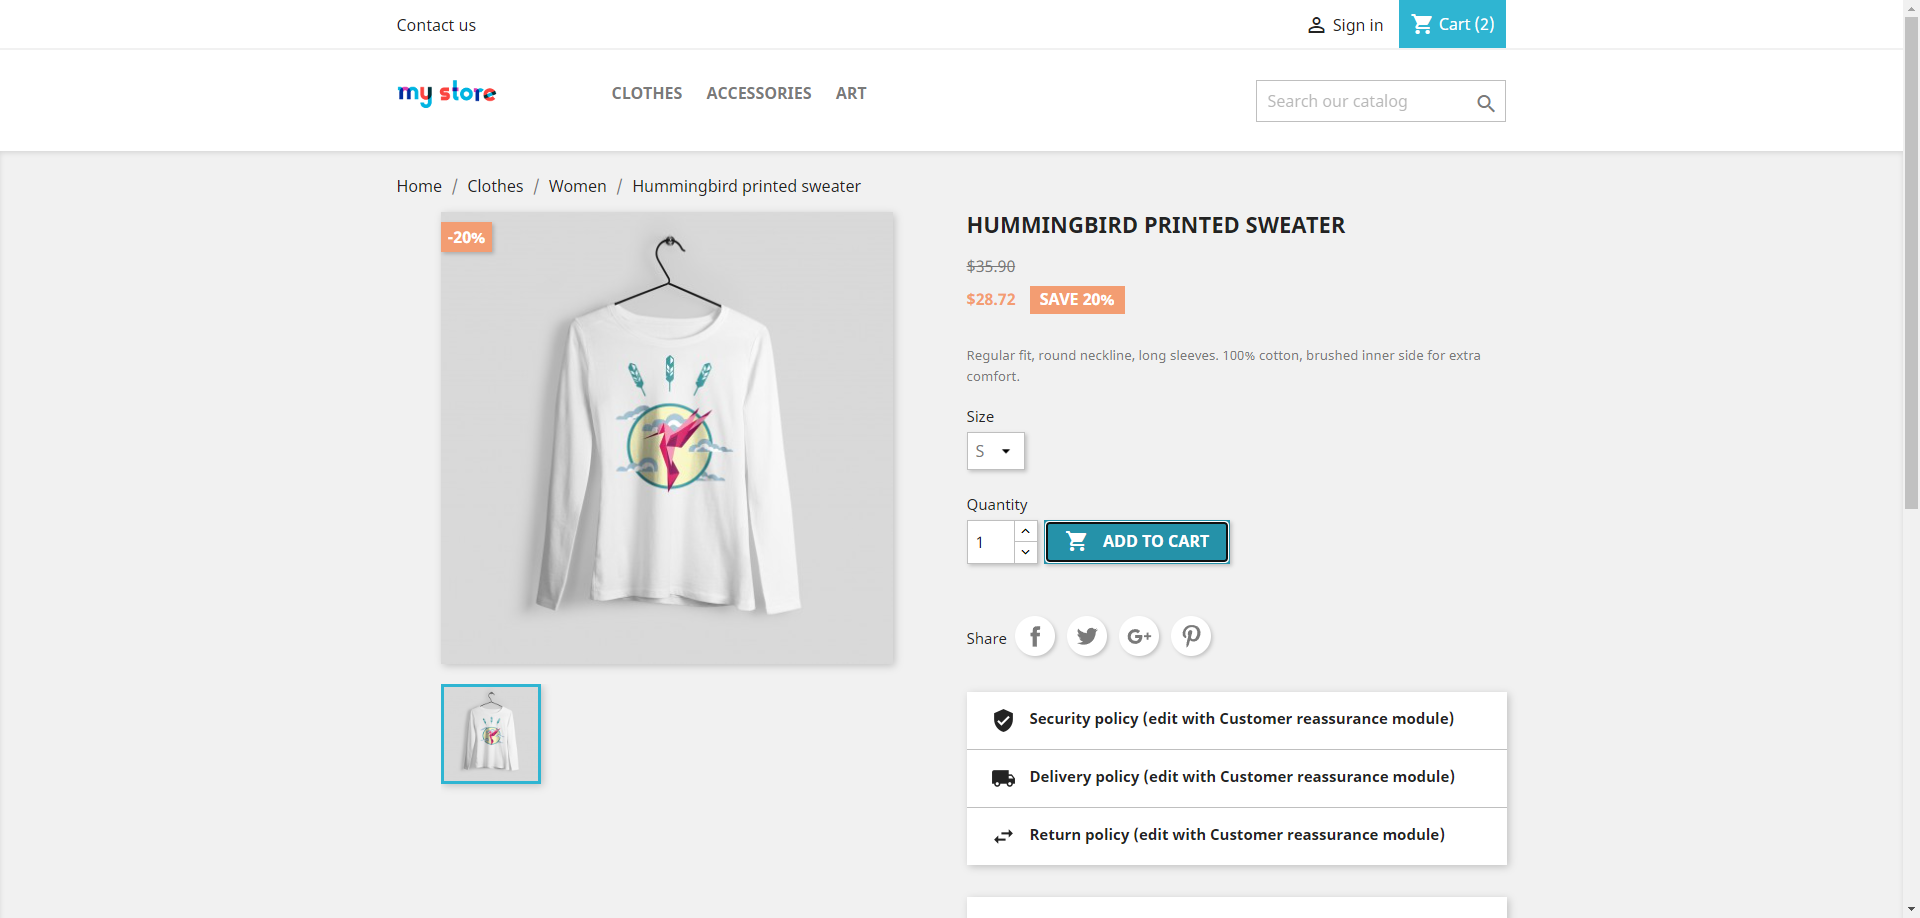 Contact us
Sign in
Cart (2)
my store
CLOTHES
ACCESSORIES
ART
Search our catalog
Home / Clothes / Women / Hummingbird printed sweater
-20%
HUMMINGBIRD PRINTED SWEATER
$35.90
$28.72
SAVE 20%
Regular fit, round neckline, long sleeves. 100% cotton, brushed inner side for extra
comfort.
Size
S
Quantity
1
ADD TO CART
Share
Security policy (edit with Customer reassurance module)
Delivery policy (edit with Customer reassurance module)
Return policy (edit with Customer reassurance module)